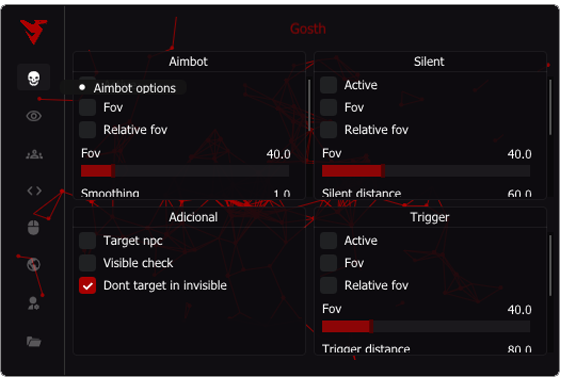 Gosth
Aimbot
Aimbot options
Fov
Relative fov
Fov 40.0
Smoothing 1.0
Silent
Active
Fov
Relative fov
Fov 40.0
Silent distance 60.0
Adicional
Target npc
Visible check
Dont target in invisible
Trigger
Active
Fov
Relative fov
Fov 40.0
Trigger distance 80.0